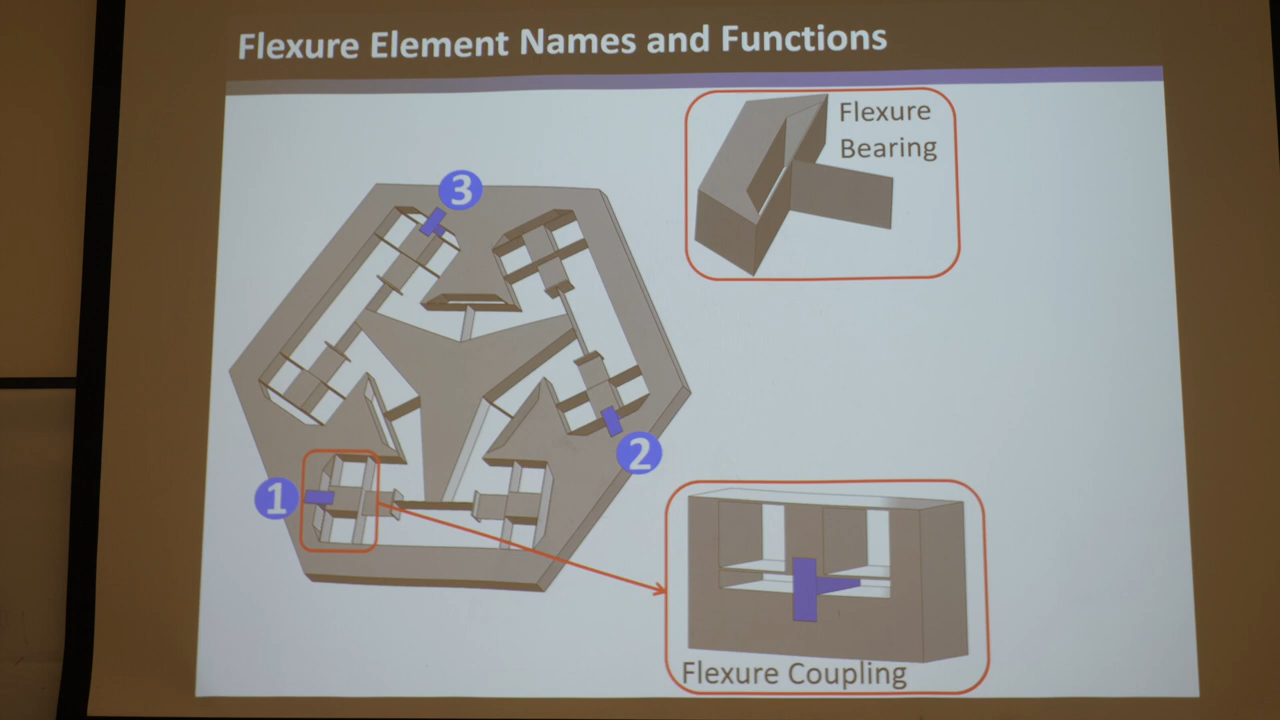 Flexure Element Names and Functions
Flexure
Bearing
3
2
1
Flexure Coupling